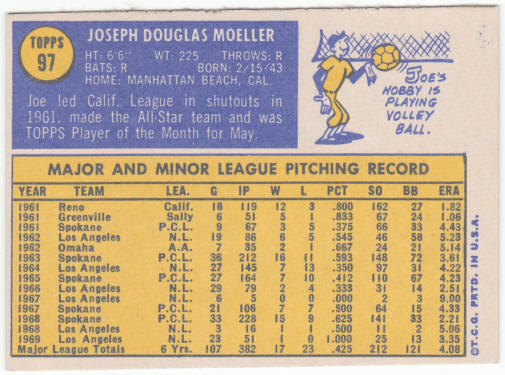 TOPPS
97
JOSEPH DOUGLAS MOELLER
HT: 6'6" WT: 225 THROWS: R
BATS: R BORN: 2/15/43
HOME: MANHATTAN BEACH, CAL.
Joe led Calif. League in shutouts in
1961, made the All-Star team and was
TOPPS Player of the Month for May.
JOE'S
HOBBY IS
PLAYING
VOLLEY
BALL.
MAJOR AND MINOR LEAGUE PITCHING RECORD
YEAR TEAM LEA. G IP W L PCT SO BB ERA
1961 Reno Calif. 18 119 12 3 .800 162 27 1.82
1961 Greenville Sally 6 51 5 1 .833 67 24 1.06
1961 Spokane P.C.L. 9 67 3 5 .375 66 33 4.43
1962 Los Angeles N.L. 19 86 6 5 .545 46 58 5.23
1962 Omaha A.A. 7 35 2 1 .667 24 21 5.14
1963 Spokane P.C.L. 36 212 16 11 .593 148 72 3.61
1964 Los Angeles N.L. 27 145 7 13 .350 97 31 4.22
1965 Spokane P.C.L. 27 164 7 10 .412 110 67 4.23
1966 Los Angeles N.L. 29 79 2 4 .333 31 14 2.51
1967 Los Angeles N.L. 6 5 0 0 .000 2 3 9.00
1967 Spokane P.C.L. 21 106 7 7 .500 64 15 4.33
1968 Spokane P.C.L. 33 228 15 9 .625 141 33 2.21
1968 Los Angeles N.L. 3 16 1 1 .500 11 2 5.06
1969 Los Angeles N.L. 23 51 1 0 1.000 25 13 3.35
Major League Totals 6 Yrs. 107 382 17 23 .425 212 121 4.08
©T.C.G. PRTD. IN U.S.A.